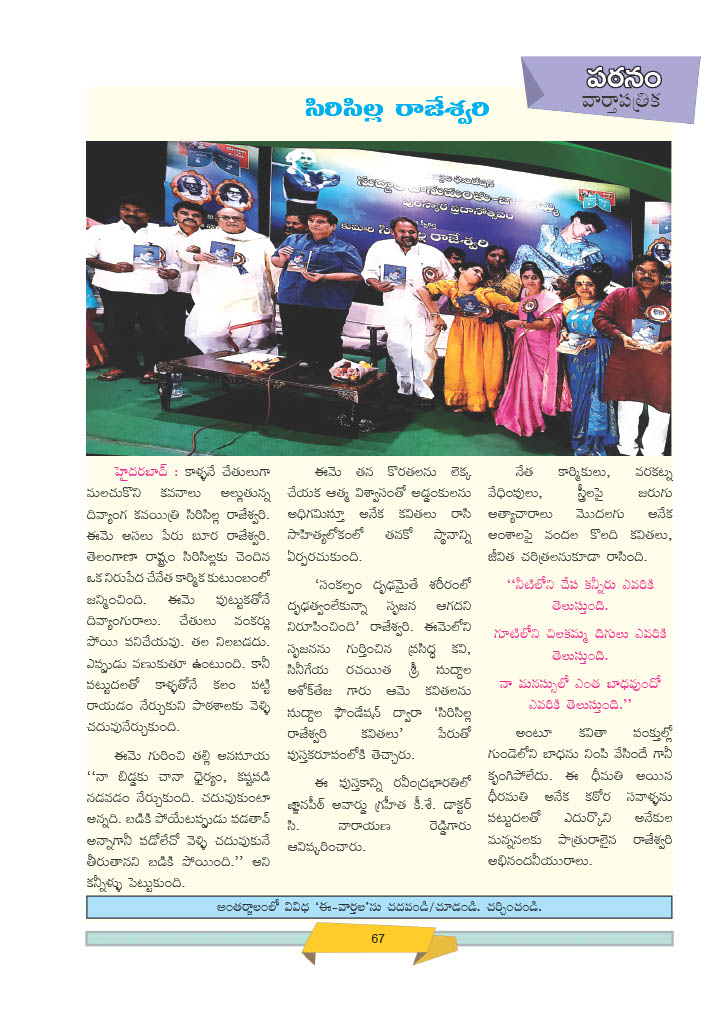 పఠనం
వార్తాపత్రిక
సిరిసిల్ల రాజేశ్వరి
పురస్కార ప్రదానోత్సవం
హైదరబాద్ : కాళ్ళనే చేతులుగా
మలచుకొని కవనాలు అల్లుతున్న
దివ్యాంగ కవయిత్రి సిరిసిల్ల రాజేశ్వరి.
ఈమె అసలు పేరు బూర రాజేశ్వరి.
తెలంగాణా రాష్ట్రం సిరిసిల్లకు చెందిన
ఒక నిరుపేద చేనేత కార్మిక కుటుంబంలో
జన్మించింది. ఈమె పుట్టుకతోనే
దివ్యాంగురాలు. చేతులు వంకర్లు
పోయి పనిచేయవు. తల నిలబడదు.
ఎప్పుడు వణుకుతూ ఉంటుంది. కానీ
పట్టుదలతో కాళ్ళతోనే కలం పట్టి
రాయడం నేర్చుకుని పాఠశాలకు వెళ్ళి
చదువునేర్చుకుంది.
ఈమె గురించి తల్లి అనసూయ
‘‘నా బిడ్డకు చానా ధైర్యం, కష్టపడి
నడవడం నేర్చుకుంది. చదువుకుంటా
అన్నది. బడికి పోయేటప్పుడు పడతావ్
అన్నాగానీ పడోలేచో వెళ్ళి చదువుకునే
తీరుతానని బడికి పోయింది.’’ అని
కన్నీళ్ళు పెట్టుకుంది.
ఈమె తన కొరతలను లెక్క
చేయక ఆత్మ విశ్వాసంతో అడ్డంకులను
అధిగమిస్తూ అనేక కవితలు రాసి
సాహిత్యలోకంలో తనకో స్థానాన్ని
ఏర్పరచుకుంది.
‘సంకల్పం దృఢమైతే శరీరంలో
దృఢత్వంలేకున్నా సృజన ఆగదని
నిరూపించింది’ రాజేశ్వరి. ఈమెలోని
సృజనను గుర్తించిన ప్రసిద్ధ కవి,
సినీగేయ రచయిత శ్రీ సుద్దాల
అశోక్‌తేజ గారు ఆమె కవితలను
సుద్దాల ఫౌండేషన్ ద్వారా ‘సిరిసిల్ల
రాజేశ్వరి కవితలు’ పేరుతో
పుస్తకరూపంలోకి తెచ్చారు.
ఈ పుస్తకాన్ని రవీంద్రభారతిలో
జ్ఞానపీఠ్ అవార్డు గ్రహీత కీ.శే. డాక్టర్
సి. నారాయణ రెడ్డిగారు
ఆవిష్కరించారు.
నేత కార్మికులు, వరకట్న
వేధింపులు, స్త్రీలపై జరుగు
అత్యాచారాలు మొదలగు అనేక
అంశాలపై వందల కొలది కవితలు,
జీవిత చరిత్రలనుకూడా రాసింది.
‘‘నీటిలోని చేప కన్నీరు ఎవరికి
తెలుస్తుంది.
గూటిలోని చిలకమ్మ దిగులు ఎవరికి
తెలుస్తుంది.
నా మనస్సులో ఎంత బాధవుందో
ఎవరికి తెలుస్తుంది.’’
అంటూ కవితా పంక్తుల్లో
గుండెలోని బాధను నింపి వేసిందే గానీ
కృంగిపోలేదు. ఈ ధీమతి అయిన
ధీరమతి అనేక కఠోర సవాళ్ళను
పట్టుదలతో ఎదుర్కొని అనేకుల
మన్ననలకు పాత్రురాలైన రాజేశ్వరి
అభినందనీయురాలు.
అంతర్జాలంలో వివిధ ‘ఈ-వార్తల’ను చదవండి/చూడండి. చర్చించండి.
67